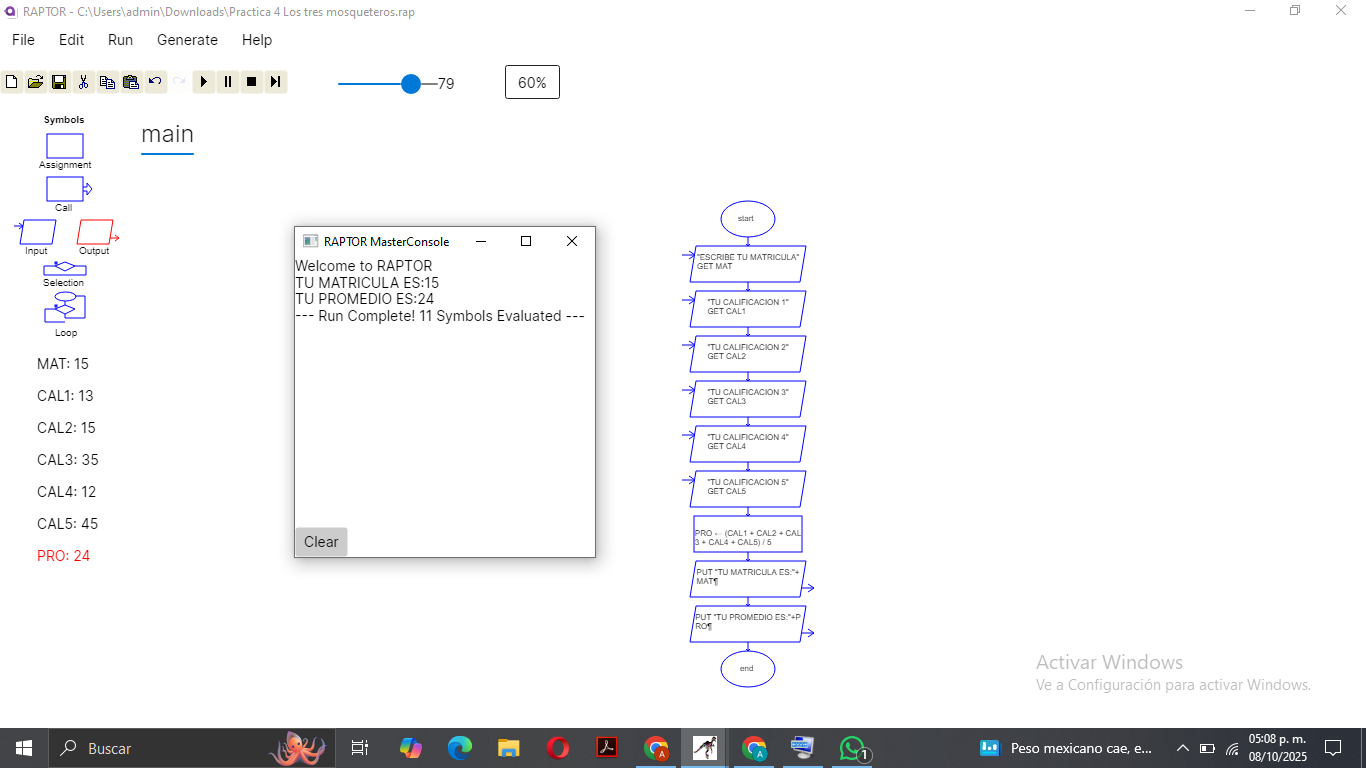 RAPTOR - C:\Users\admin\Downloads\Practica 4 Los tres mosqueteros.rap
File Edit Run Generate Help
79
60%
Symbols
Assignment
Call
Input Output
Selection
Loop
MAT: 15
CAL1: 13
CAL2: 15
CAL3: 35
CAL4: 12
CAL5: 45
PRO: 24
main
RAPTOR MasterConsole
Welcome to RAPTOR
TU MATRICULA ES:15
TU PROMEDIO ES:24
--- Run Complete! 11 Symbols Evaluated ---
Clear
start
"ESCRIBE TU MATRICULA"
GET MAT
"TU CALIFICACION 1"
GET CAL1
"TU CALIFICACION 2"
GET CAL2
"TU CALIFICACION 3"
GET CAL3
"TU CALIFICACION 4"
GET CAL4
"TU CALIFICACION 5"
GET CAL5
PRO ← (CAL1 + CAL2 + CAL
3 + CAL4 + CAL5) / 5
PUT "TU MATRICULA ES:"+
MAT¶
PUT "TU PROMEDIO ES:"+P
RO¶
end
Activar Windows
Ve a Configuración para activar Windows.
Buscar
A
A
1
Peso mexicano cae, e...
05:08 p. m.
08/10/2025